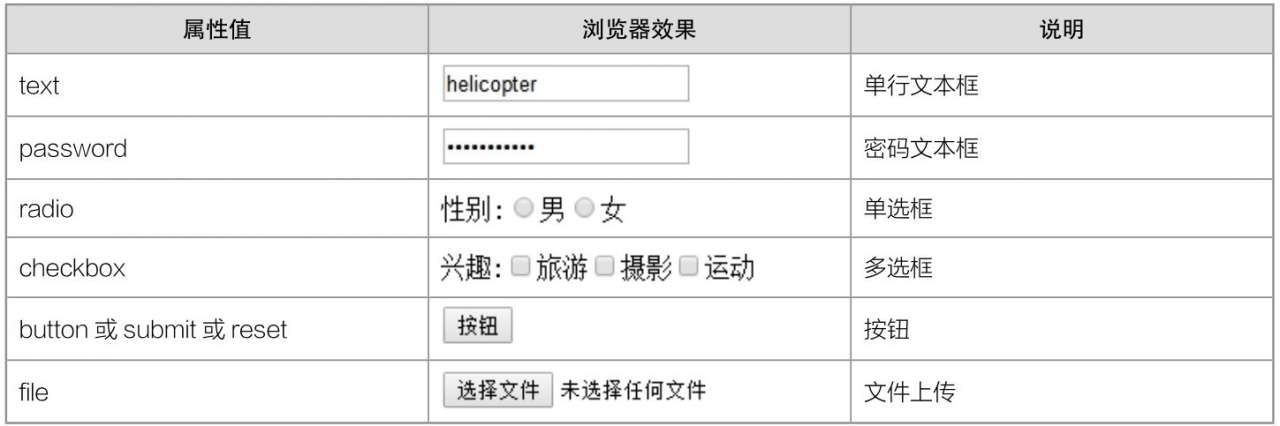 属性值 浏览器效果 说明
text helicopter 单行文本框
password ••••••••••• 密码文本框
radio 性别: 男 女 单选框
checkbox 兴趣: 旅游 摄影 运动 多选框
button 或 submit 或 reset 按钮 按钮
file 选择文件 未选择任何文件 文件上传